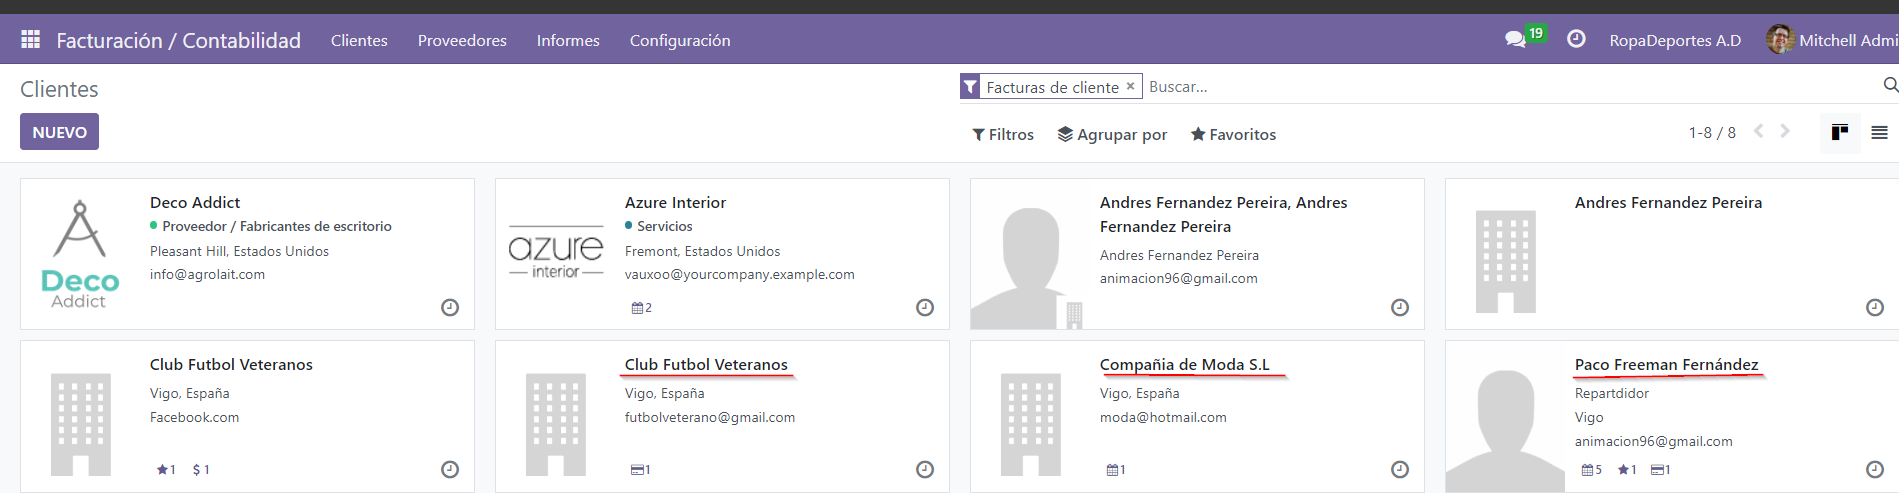 Facturación / Contabilidad Clientes Proveedores Informes Configuración 19 RopaDeportes A.D Mitchell Admi
Clientes Facturas de cliente × Buscar...
NUEVO Filtros Agrupar por Favoritos 1-8 / 8
Deco Addict
Proveedor / Fabricantes de escritorio
Pleasant Hill, Estados Unidos
info@agrolait.com
Deco
Addict
Azure Interior
Servicios
Fremont, Estados Unidos
vauxoo@yourcompany.example.com
2
azure
interior
Andres Fernandez Pereira, Andres
Fernandez Pereira
Andres Fernandez Pereira
animacion96@gmail.com
Andres Fernandez Pereira
Club Futbol Veteranos
Vigo, España
Facebook.com
1 $ 1
Club Futbol Veteranos
Vigo, España
futbolveterano@gmail.com
1
Compañia de Moda S.L
Vigo, España
moda@hotmail.com
1
Paco Freeman Fernández
Repartdidor
Vigo
animacion96@gmail.com
5 1 1